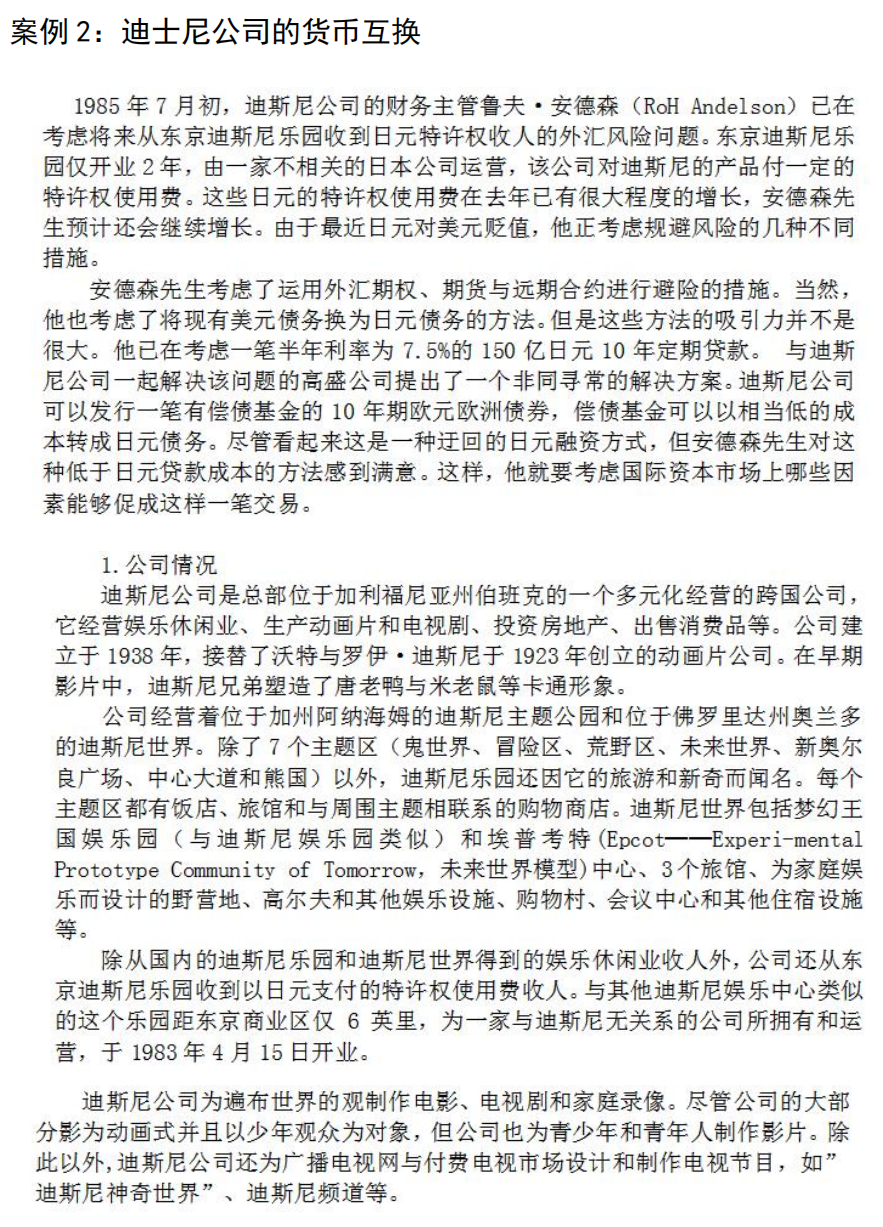 案例2：迪士尼公司的货币互换
1985年7月初，迪斯尼公司的财务主管鲁夫·安德森（RoH Andelson）已在
考虑将来从东京迪斯尼乐园收到日元特许权收人的外汇风险问题。东京迪斯尼乐
园仅开业2年，由一家不相关的日本公司运营，该公司对迪斯尼的产品付一定的
特许权使用费。这些日元的特许权使用费在去年已有很大程度的增长，安德森先
生预计还会继续增长。由于最近日元对美元贬值，他正考虑规避风险的几种不同
措施。
安德森先生考虑了运用外汇期权、期货与远期合约进行避险的措施。当然，
他也考虑了将现有美元债务换为日元债务的方法。但是这些方法的吸引力并不是
很大。他已在考虑一笔半年利率为7.5%的150亿日元10年定期贷款。 与迪斯
尼公司一起解决该问题的高盛公司提出了一个非同寻常的解决方案。迪斯尼公司
可以发行一笔有偿债基金的10年期欧元欧洲债券，偿债基金可以以相当低的成
本转成日元债务。尽管看起来这是一种迂回的日元融资方式，但安德森先生对这
种低于日元贷款成本的方法感到满意。这样，他就要考虑国际资本市场上哪些因
素能够促成这样一笔交易。
1.公司情况
迪斯尼公司是总部位于加利福尼亚州伯班克的一个多元化经营的跨国公司，
它经营娱乐休闲业、生产动画片和电视剧、投资房地产、出售消费品等。公司建
立于1938年，接替了沃特与罗伊·迪斯尼于1923年创立的动画片公司。在早期
影片中，迪斯尼兄弟塑造了唐老鸭与米老鼠等卡通形象。
公司经营着位于加州阿纳海姆的迪斯尼主题公园和位于佛罗里达州奥兰多
的迪斯尼世界。除了7个主题区（鬼世界、冒险区、荒野区、未来世界、新奥尔
良广场、中心大道和熊国）以外，迪斯尼乐园还因它的旅游和新奇而闻名。每个
主题区都有饭店、旅馆和与周围主题相联系的购物商店。迪斯尼世界包括梦幻王
国娱乐园（与迪斯尼娱乐园类似）和埃普考特(Epcot——Experi-mental
Prototype Community of Tomorrow，未来世界模型)中心、3个旅馆、为家庭娱
乐而设计的野营地、高尔夫和其他娱乐设施、购物村、会议中心和其他住宿设施
等。
除从国内的迪斯尼乐园和迪斯尼世界得到的娱乐休闲业收人外，公司还从东
京迪斯尼乐园收到以日元支付的特许权使用费收人。与其他迪斯尼娱乐中心类似
的这个乐园距东京商业区仅 6 英里，为一家与迪斯尼无关系的公司所拥有和运
营，于1983年4月15日开业。
迪斯尼公司为遍布世界的观制作电影、电视剧和家庭录像。尽管公司的大部
分影为动画式并且以少年观众为对象，但公司也为青少年和青年人制作影片。除
此以外,迪斯尼公司还为广播电视网与付费电视市场设计和制作电视节目，如”
迪斯尼神奇世界”、迪斯尼频道等。